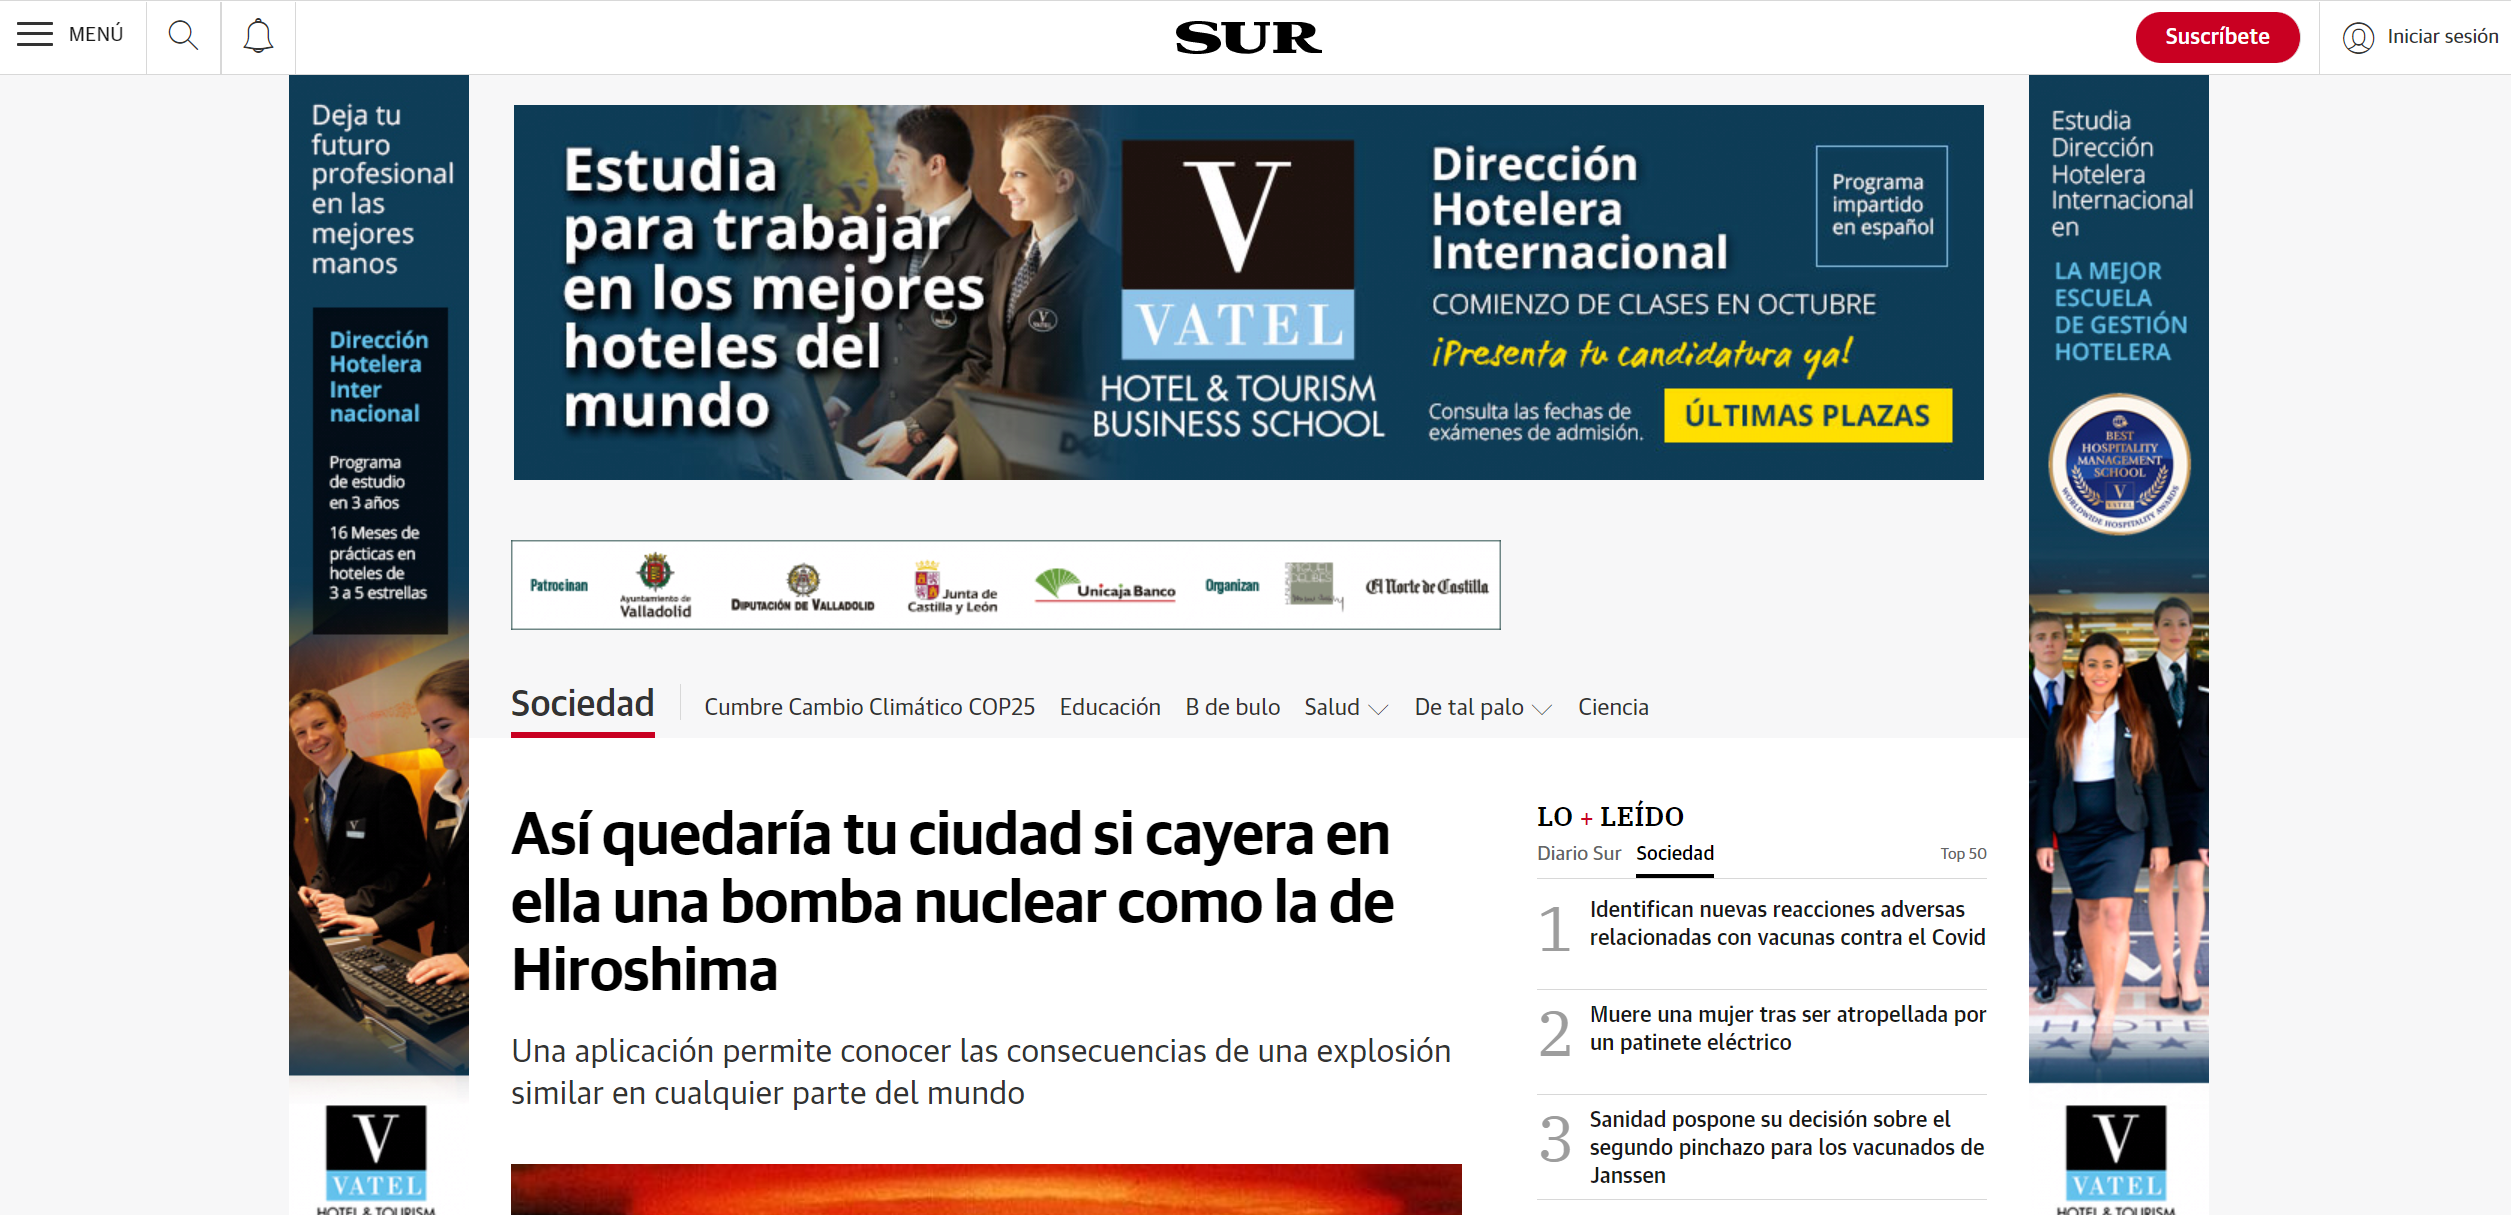 MENÚ
SUR
Suscríbete
Iniciar sesión
Deja tu
futuro
profesional
en las
mejores
manos
Dirección
Hotelera
Inter
nacional
Programa
de estudio
en 3 años
16 Meses de
prácticas en
hoteles de
3 a 5 estrellas
V
VATEL
HOTEL & TOURISM
Estudia
para trabajar
en los mejores
hoteles del
mundo
V
VATEL
HOTEL & TOURISM
BUSINESS SCHOOL
Dirección
Hotelera
Internacional
Programa
impartido
en español
COMIENZO DE CLASES EN OCTUBRE
¡Presenta tu candidatura ya!
Consulta las fechas de
exámenes de admisión.
ÚLTIMAS PLAZAS
Estudia
Dirección
Hotelera
Internacional
en
LA MEJOR
ESCUELA
DE GESTIÓN
HOTELERA
BEST
HOSPITALITY
MANAGEMENT
SCHOOL
V
VATEL
WORLDWIDE HOSPITALITY AWARDS
V
VATEL
HOTEL & TOURISM
Patrocinan
Ayuntamiento de
Valladolid
DIPUTACIÓN DE VALLADOLID
Junta de
Castilla y León
Unicaja Banco
Organizan
El Norte de Castilla
Sociedad
Cumbre Cambio Climático COP25
Educación
B de bulo
Salud
De tal palo
Ciencia
Así quedaría tu ciudad si cayera en
ella una bomba nuclear como la de
Hiroshima
Una aplicación permite conocer las consecuencias de una explosión
similar en cualquier parte del mundo
LO + LEÍDO
Diario Sur Sociedad Top 50
1 Identifican nuevas reacciones adversas
relacionadas con vacunas contra el Covid
2 Muere una mujer tras ser atropellada por
un patinete eléctrico
3 Sanidad pospone su decisión sobre el
segundo pinchazo para los vacunados de
Janssen